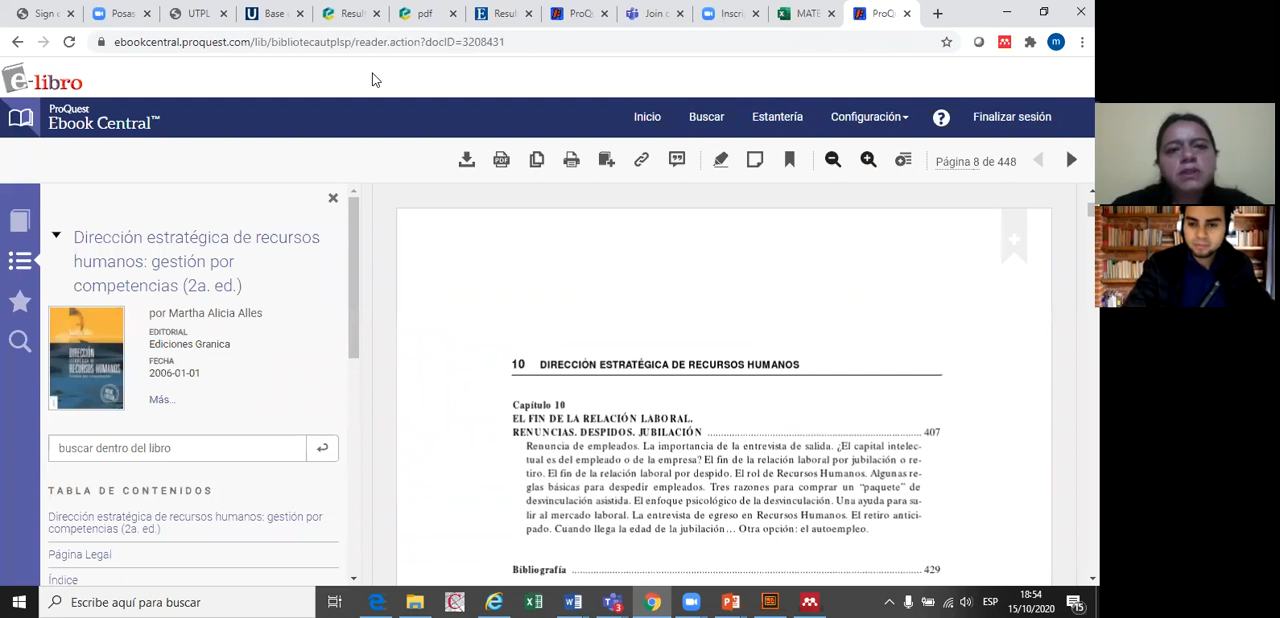 Sign
Posas
UTPL
Base
Result
pdf
Resul
ProQ
Join c
Inscri
MATE
ProQ
ebookcentral.proquest.com/lib/bibliotecautplsp/reader.action?docID=3208431
m
e-libro
ProQuest
Ebook Central™
Inicio
Buscar
Estantería
Configuración
?
Finalizar sesión
PDF
Página 8 de 448
Dirección estratégica de recursos
humanos: gestión por
competencias (2a. ed.)
por Martha Alicia Alles
EDITORIAL
Ediciones Granica
FECHA
2006-01-01
Más...
DIRECCIÓN
ESTRATÉGICA DE
RECURSOS HUMANOS
buscar dentro del libro
TABLA DE CONTENIDOS
Dirección estratégica de recursos humanos: gestión por
competencias (2a ed.)
Página Legal
Índice
10 DIRECCIÓN ESTRATÉGICA DE RECURSOS HUMANOS
Capítulo 10
EL FIN DE LA RELACIÓN LABORAL.
RENUNCIAS. DESPIDOS. JUBILACIÓN ........ 407
Renuncia de empleados. La importancia de la entrevista de salida. ¿El capital intelec-
tual es del empleado o de la empresa? El fin de la relación laboral por jubilación o re-
tiro. El fin de la relación laboral por despido. El rol de Recursos Humanos. Algunas re-
glas básicas para despedir empleados. Tres razones para comprar un “paquete” de
desvinculación asistida. El enfoque psicológico de la desvinculación. Una ayuda para sa-
lir al mercado laboral. La entrevista de egreso en Recursos Humanos. El retiro antici-
pado. Cuando llega la edad de la jubilación… Otra opción: el autoempleo.
Bibliografía ........ 429
Escribe aquí para buscar
3
ESP
18:54
15/10/2020
15